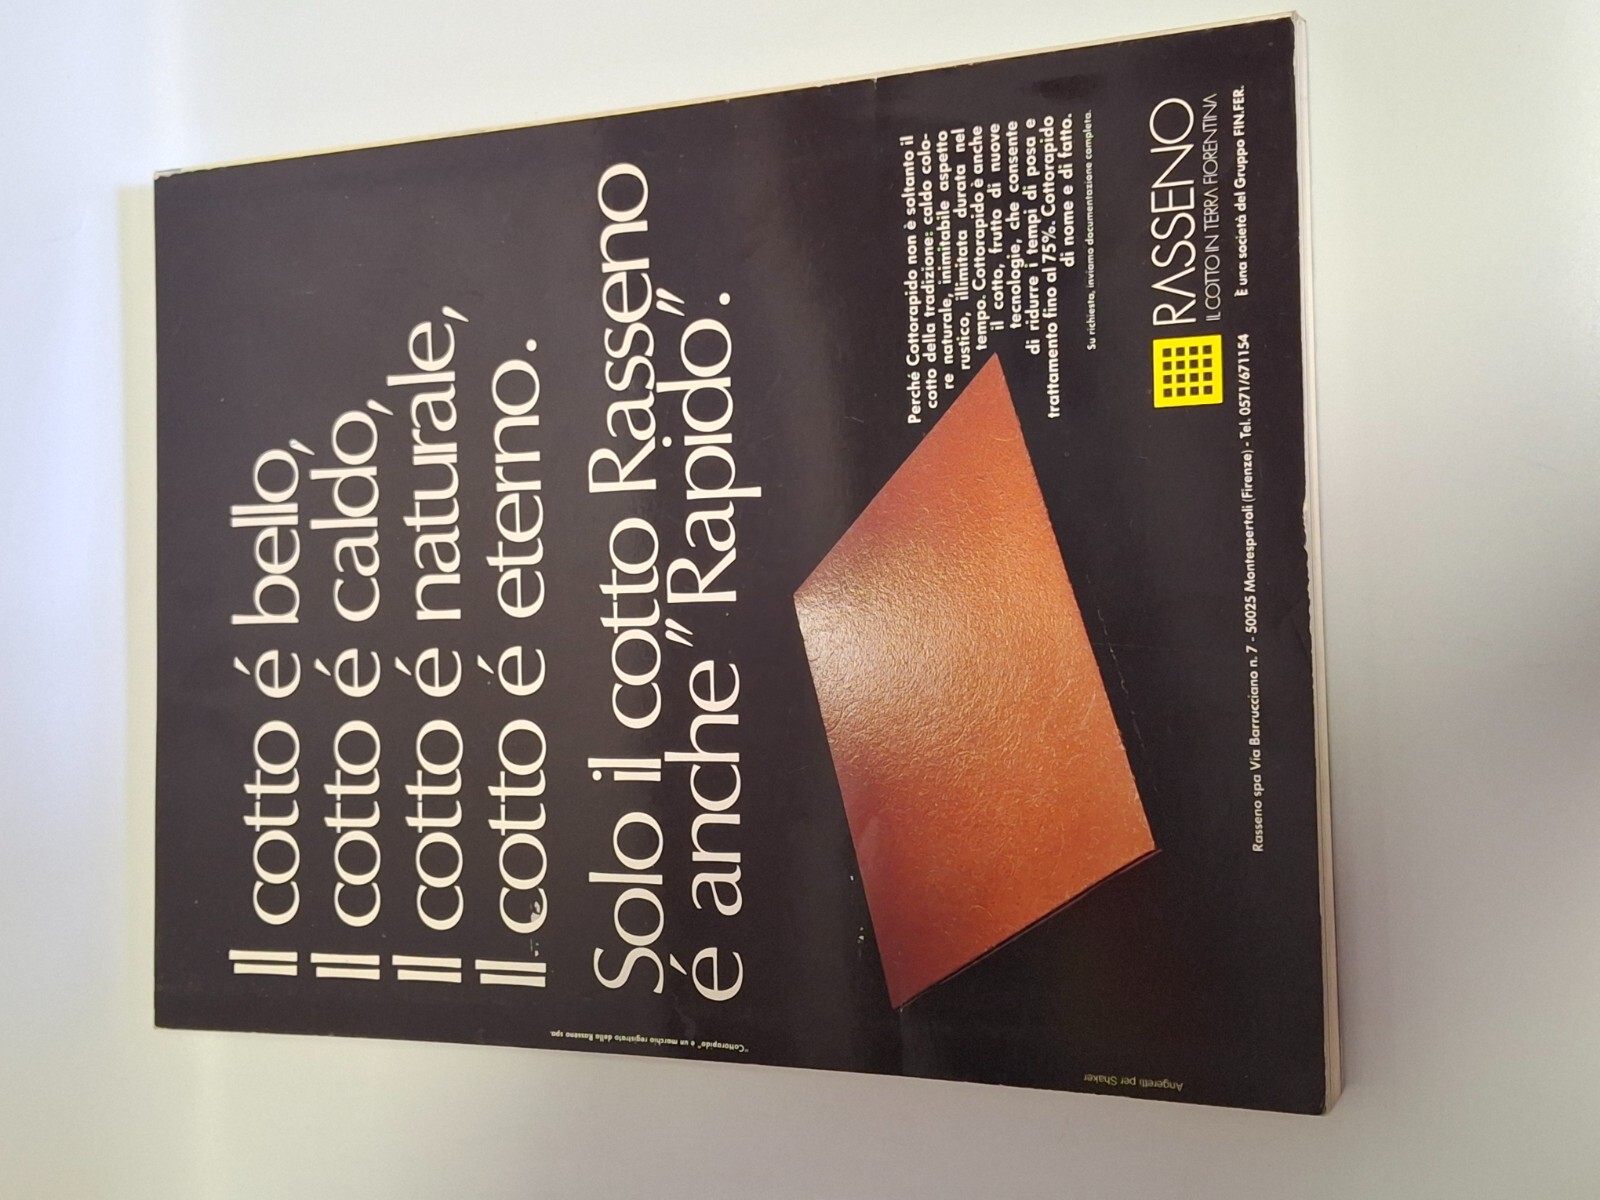 Il cotto é bello,
Il cotto é caldo,
Il cotto é naturale,
Il cotto é eterno.
Solo il cotto Rasseno
é anche "Rapido".
Perché Cottorapido non è soltanto il
cotto della tradizione: caldo colo-
re naturale, inimitabile aspetto
rustico, illimitata durata nel
tempo. Cottorapido è anche
il cotto, frutto di nuove
tecnologie, che consente
di ridurre i tempi di posa e
trattamento fino al 75%. Cottorapido
di nome e di fatto.
Su richiesta, inviamo documentazione completa.
RASSENO
IL COTTO IN TERRA FIORENTINA
È una società del Gruppo FIN.FER.
Rasseno spa Via Barrucciano n. 7 - 50025 Montespertoli (Firenze) - Tel. 0571/671154
"Cottorapido" e un marchio registrato della Rasseno spa.
Angeretti per Shaker